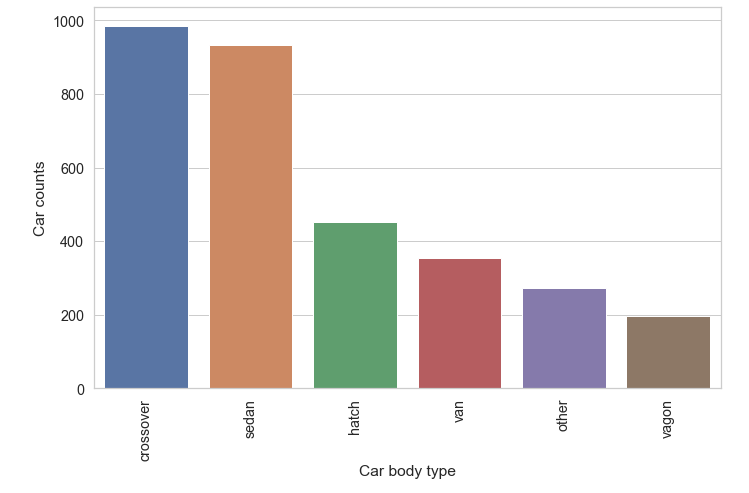 1000
800
600
400
200
0
Car counts
crossover
sedan
hatch
van
other
vagon
Car body type